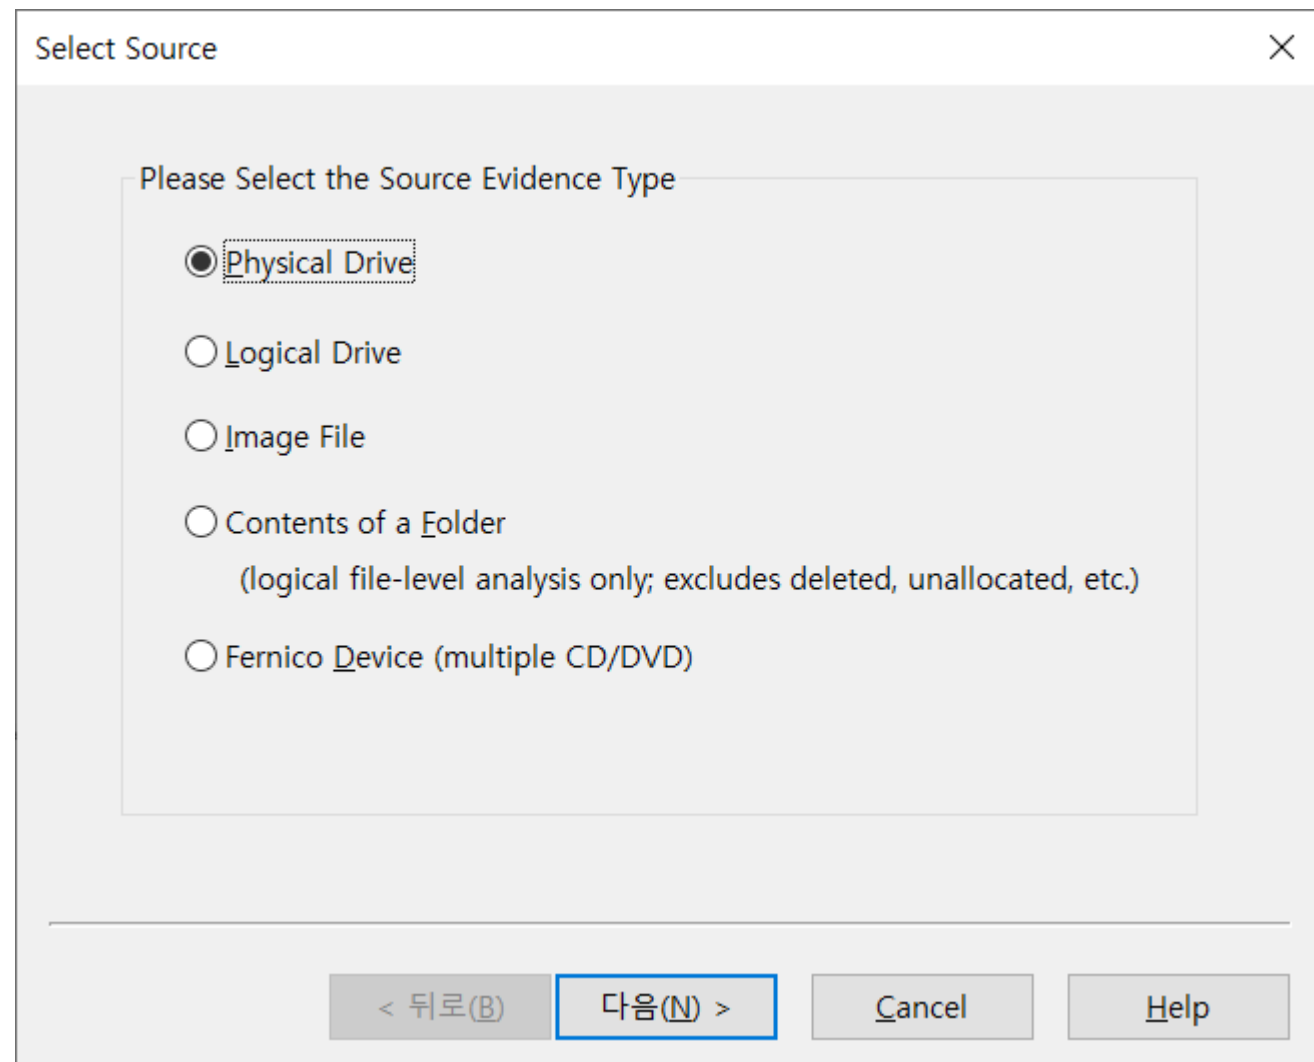 Select Source
Please Select the Source Evidence Type
Physical Drive
Logical Drive
Image File
Contents of a Folder
(logical file-level analysis only; excludes deleted, unallocated, etc.)
Fernico Device (multiple CD/DVD)
< 뒤로(B)
다음(N) >
Cancel
Help